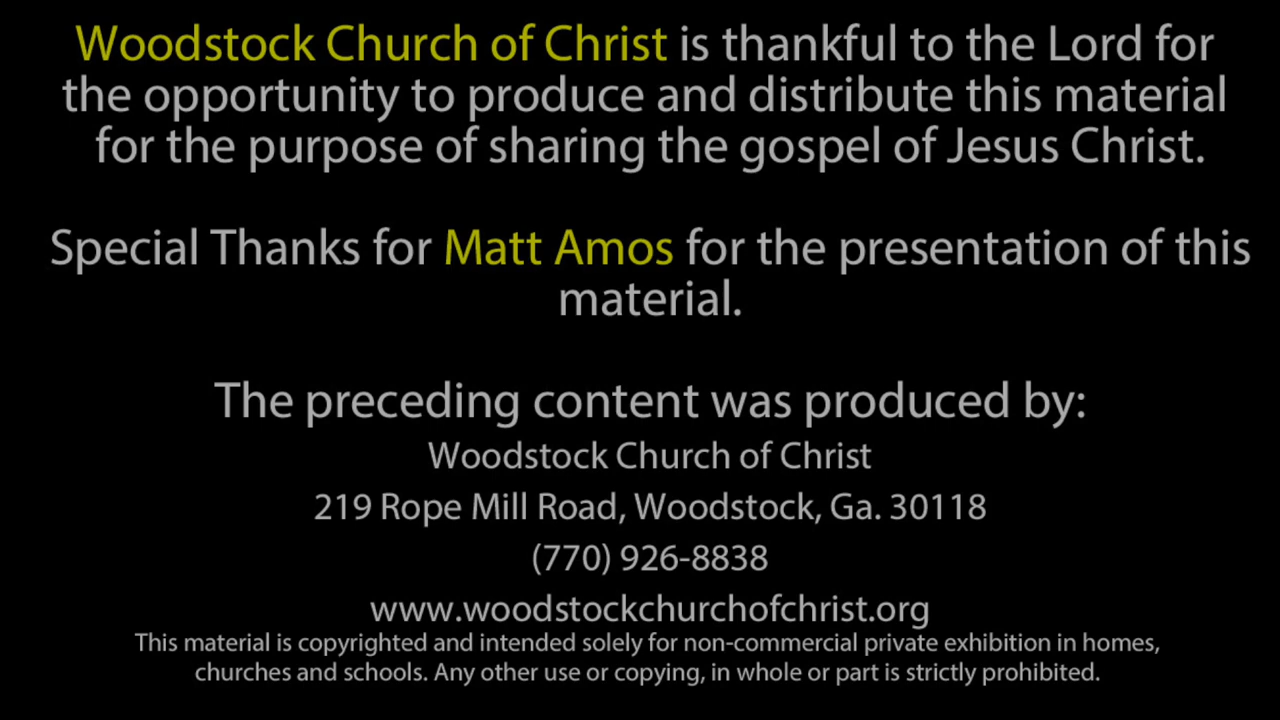 Woodstock Church of Christ is thankful to the Lord for
the opportunity to produce and distribute this material
for the purpose of sharing the gospel of Jesus Christ.
Special Thanks for Matt Amos for the presentation of this
material.
The preceding content was produced by:
Woodstock Church of Christ
219 Rope Mill Road, Woodstock, Ga. 30118
(770) 926-8838
www.woodstockchurchofchrist.org
This material is copyrighted and intended solely for non-commercial private exhibition in homes,
churches and schools. Any other use or copying, in whole or part is strictly prohibited.